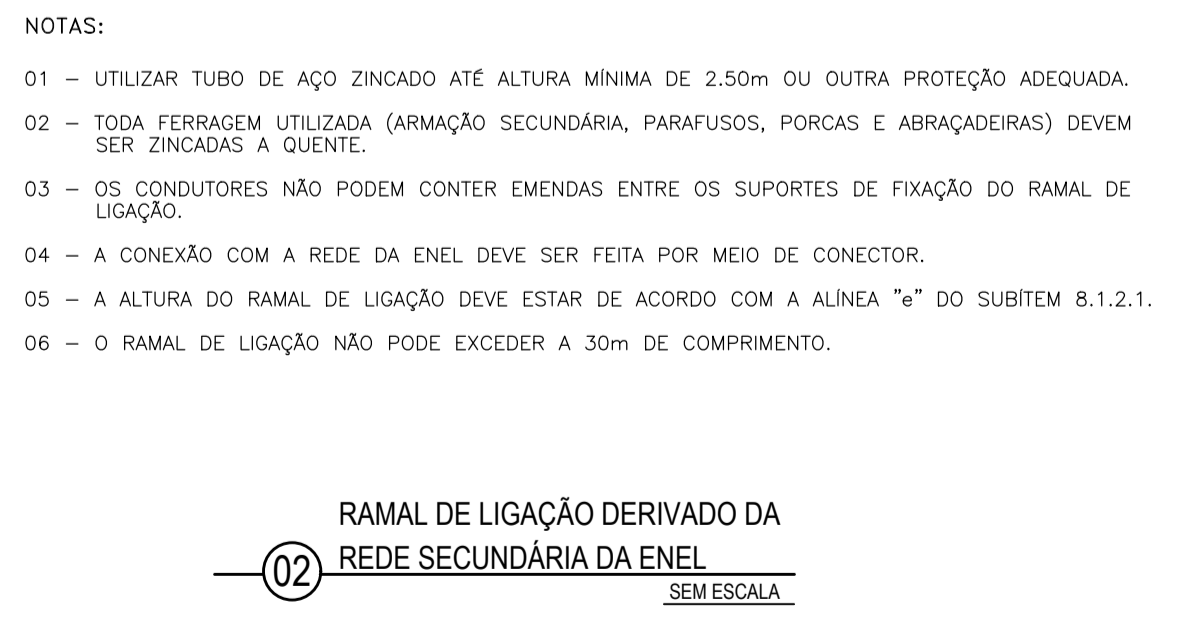 NOTAS:
01 – UTILIZAR TUBO DE AÇO ZINCADO ATÉ ALTURA MÍNIMA DE 2.50m OU OUTRA PROTEÇÃO ADEQUADA.
02 – TODA FERRAGEM UTILIZADA (ARMAÇÃO SECUNDÁRIA, PARAFUSOS, PORCAS E ABRAÇADEIRAS) DEVEM
SER ZINCADAS A QUENTE.
03 – OS CONDUTORES NÃO PODEM CONTER EMENDAS ENTRE OS SUPORTES DE FIXAÇÃO DO RAMAL DE
LIGAÇÃO.
04 – A CONEXÃO COM A REDE DA ENEL DEVE SER FEITA POR MEIO DE CONECTOR.
05 – A ALTURA DO RAMAL DE LIGAÇÃO DEVE ESTAR DE ACORDO COM A ALÍNEA ”e” DO SUBÍTEM 8.1.2.1.
06 – O RAMAL DE LIGAÇÃO NÃO PODE EXCEDER A 30m DE COMPRIMENTO.
RAMAL DE LIGAÇÃO DERIVADO DA
02 REDE SECUNDÁRIA DA ENEL
SEM ESCALA